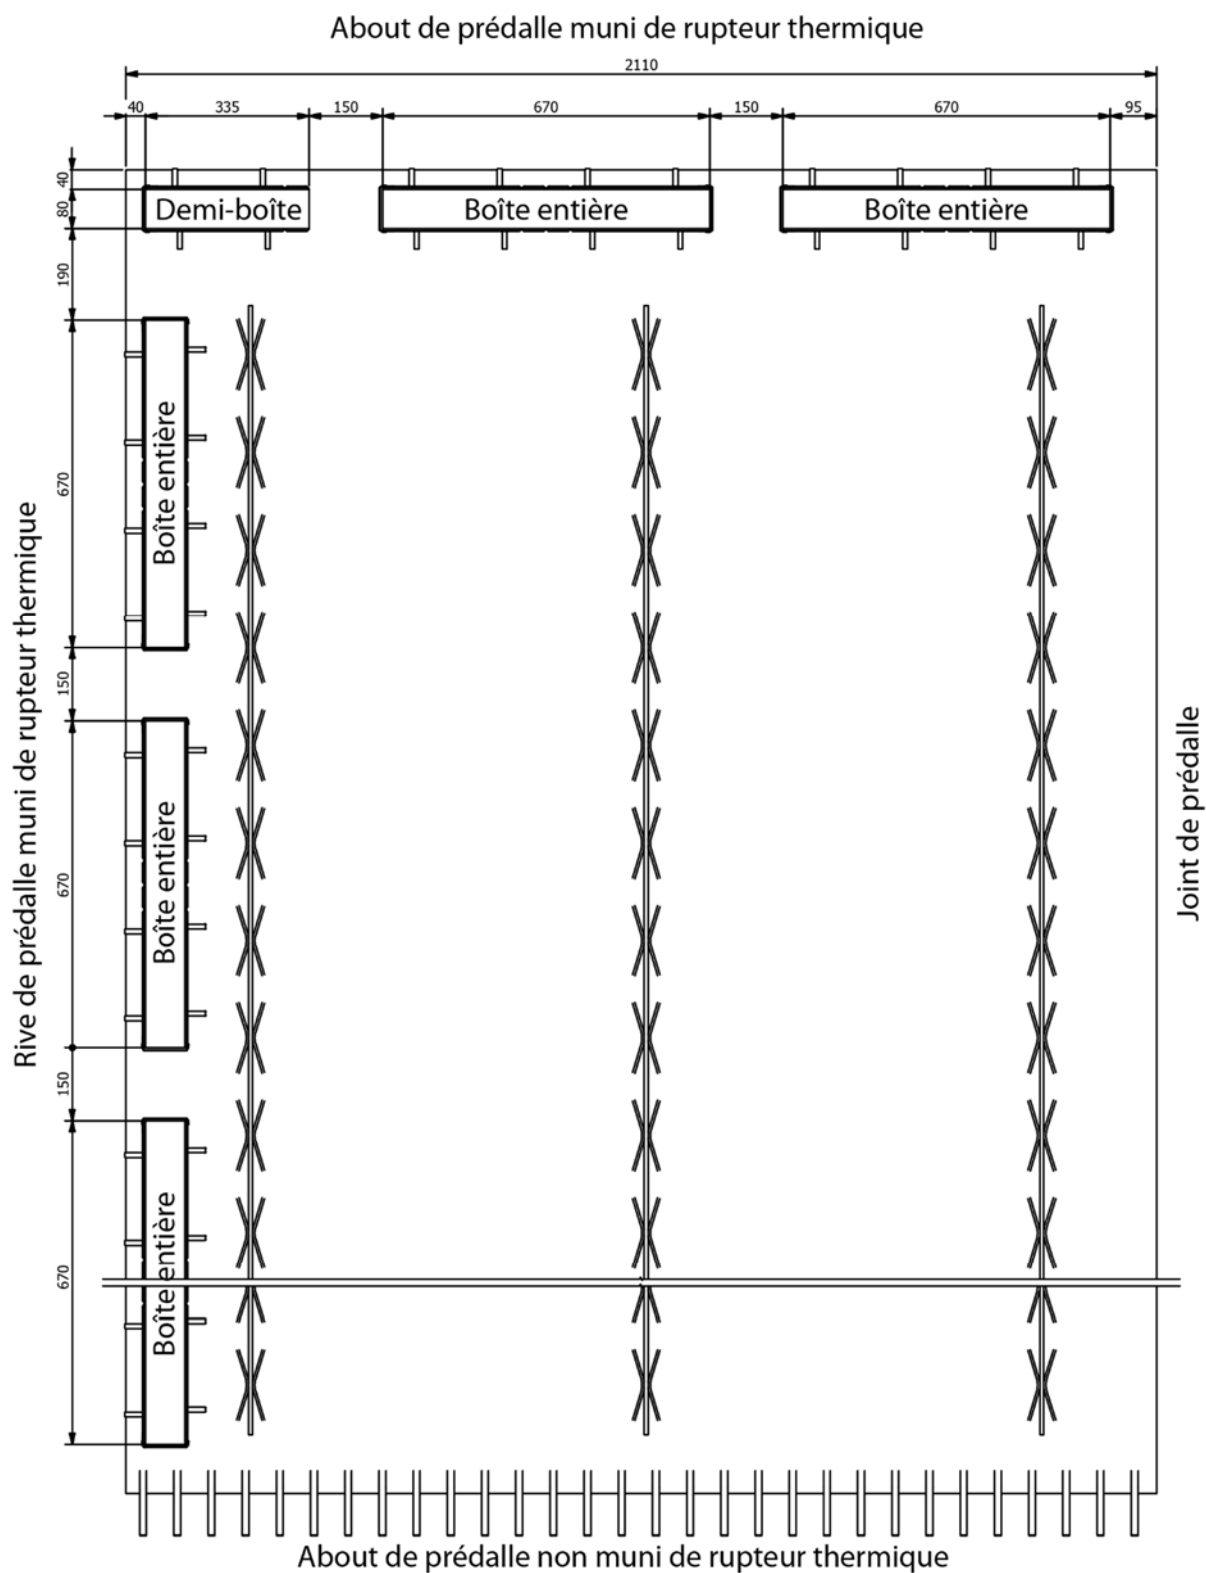 About de prédalle muni de rupteur thermique
2110
40 335 150 670 150 670 95
40
80
190
670
150
670
150
670
Demi-boîte
Boîte entière
Boîte entière
Boîte entière
Boîte entière
Boîte entière
Rive de prédalle muni de rupteur thermique
Joint de prédalle
About de prédalle non muni de rupteur thermique